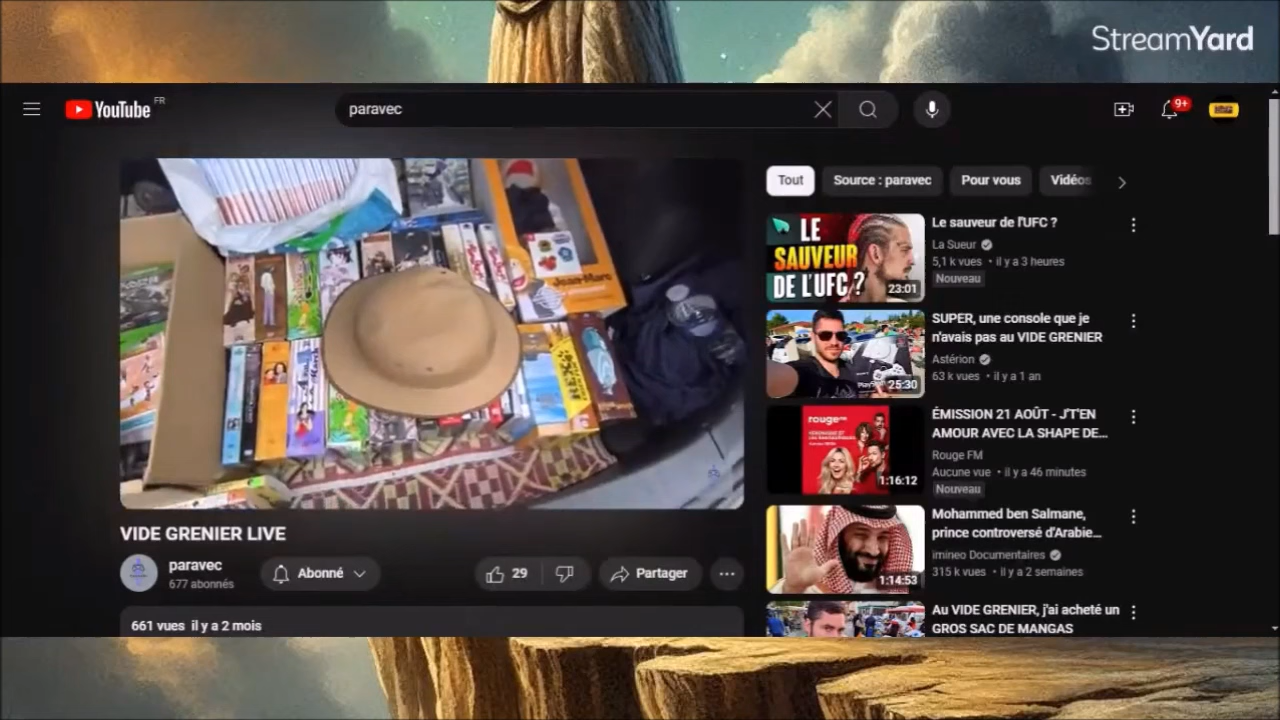 StreamYard
YouTube FR
paravec
9+
Jean-Marc
REX
VIDE GRENIER LIVE
paravec
677 abonnés
Abonné
29
Partager
661 vues il y a 2 mois
Tout
Source : paravec
Pour vous
Vidéos
LE
SAUVEUR
DE L'UFC ?
23:01
Le sauveur de l'UFC ?
La Sueur
5,1 k vues • il y a 3 heures
Nouveau
25:30
SUPER, une console que je
n'avais pas au VIDE GRENIER
Astérion
63 k vues • il y a 1 an
rouge FM
1:16:12
ÉMISSION 21 AOÛT - J'T'EN
AMOUR AVEC LA SHAPE DE...
Rouge FM
Aucune vue • il y a 46 minutes
Nouveau
1:14:53
Mohammed ben Salmane,
prince controversé d'Arabie...
imineo Documentaires
315 k vues • il y a 2 semaines
Au VIDE GRENIER, j'ai acheté un
GROS SAC DE MANGAS